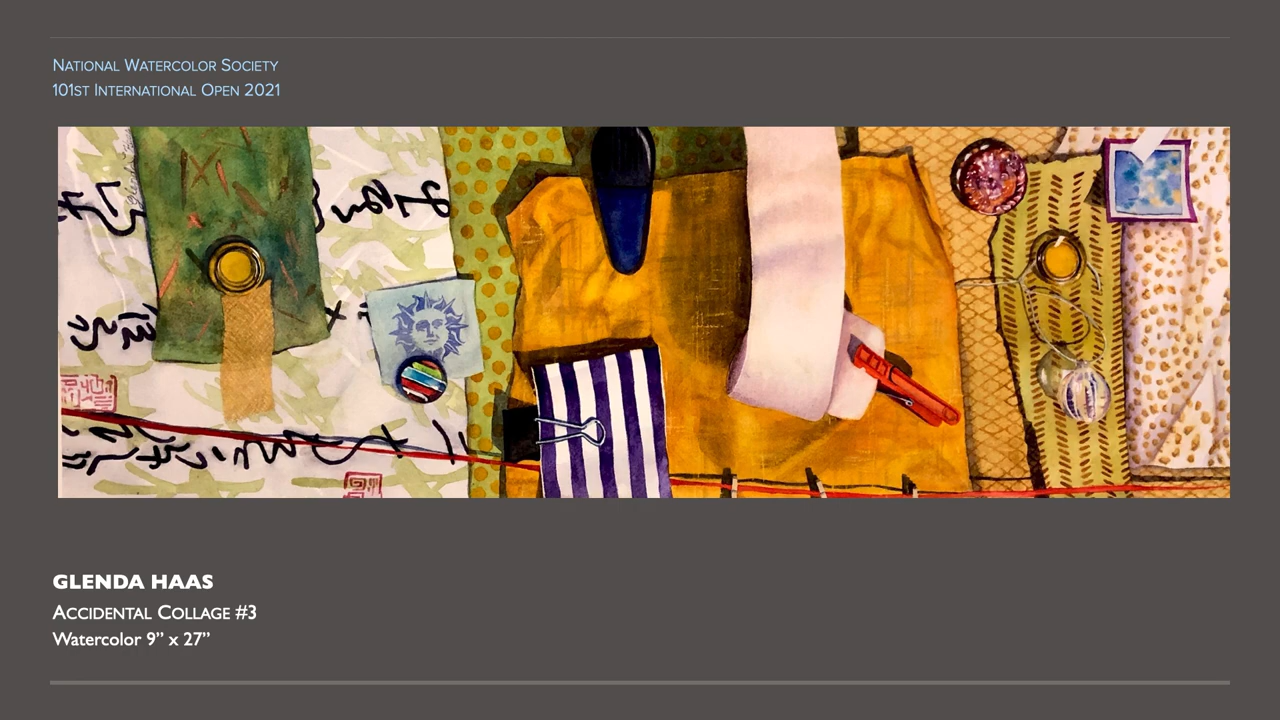 National Watercolor Society
101st International Open 2021
GLENDA HAAS
Accidental Collage #3
Watercolor 9” x 27”